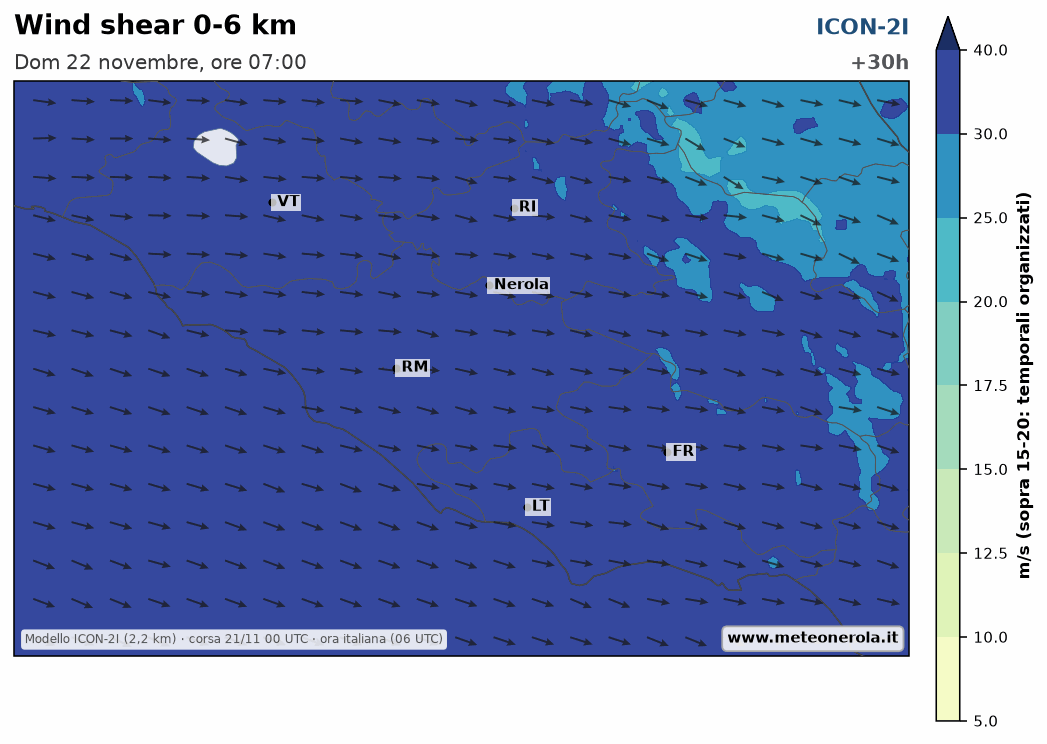 Wind shear 0-6 km
ICON-2I
Dom 22 novembre, ore 07:00
+30h
VT
RI
Nerola
RM
FR
LT
Modello ICON-2I (2,2 km) · corsa 21/11 00 UTC · ora italiana (06 UTC)
www.meteonerola.it
40.0
30.0
25.0
20.0
17.5
15.0
12.5
10.0
5.0
m/s (sopra 15-20: temporali organizzati)